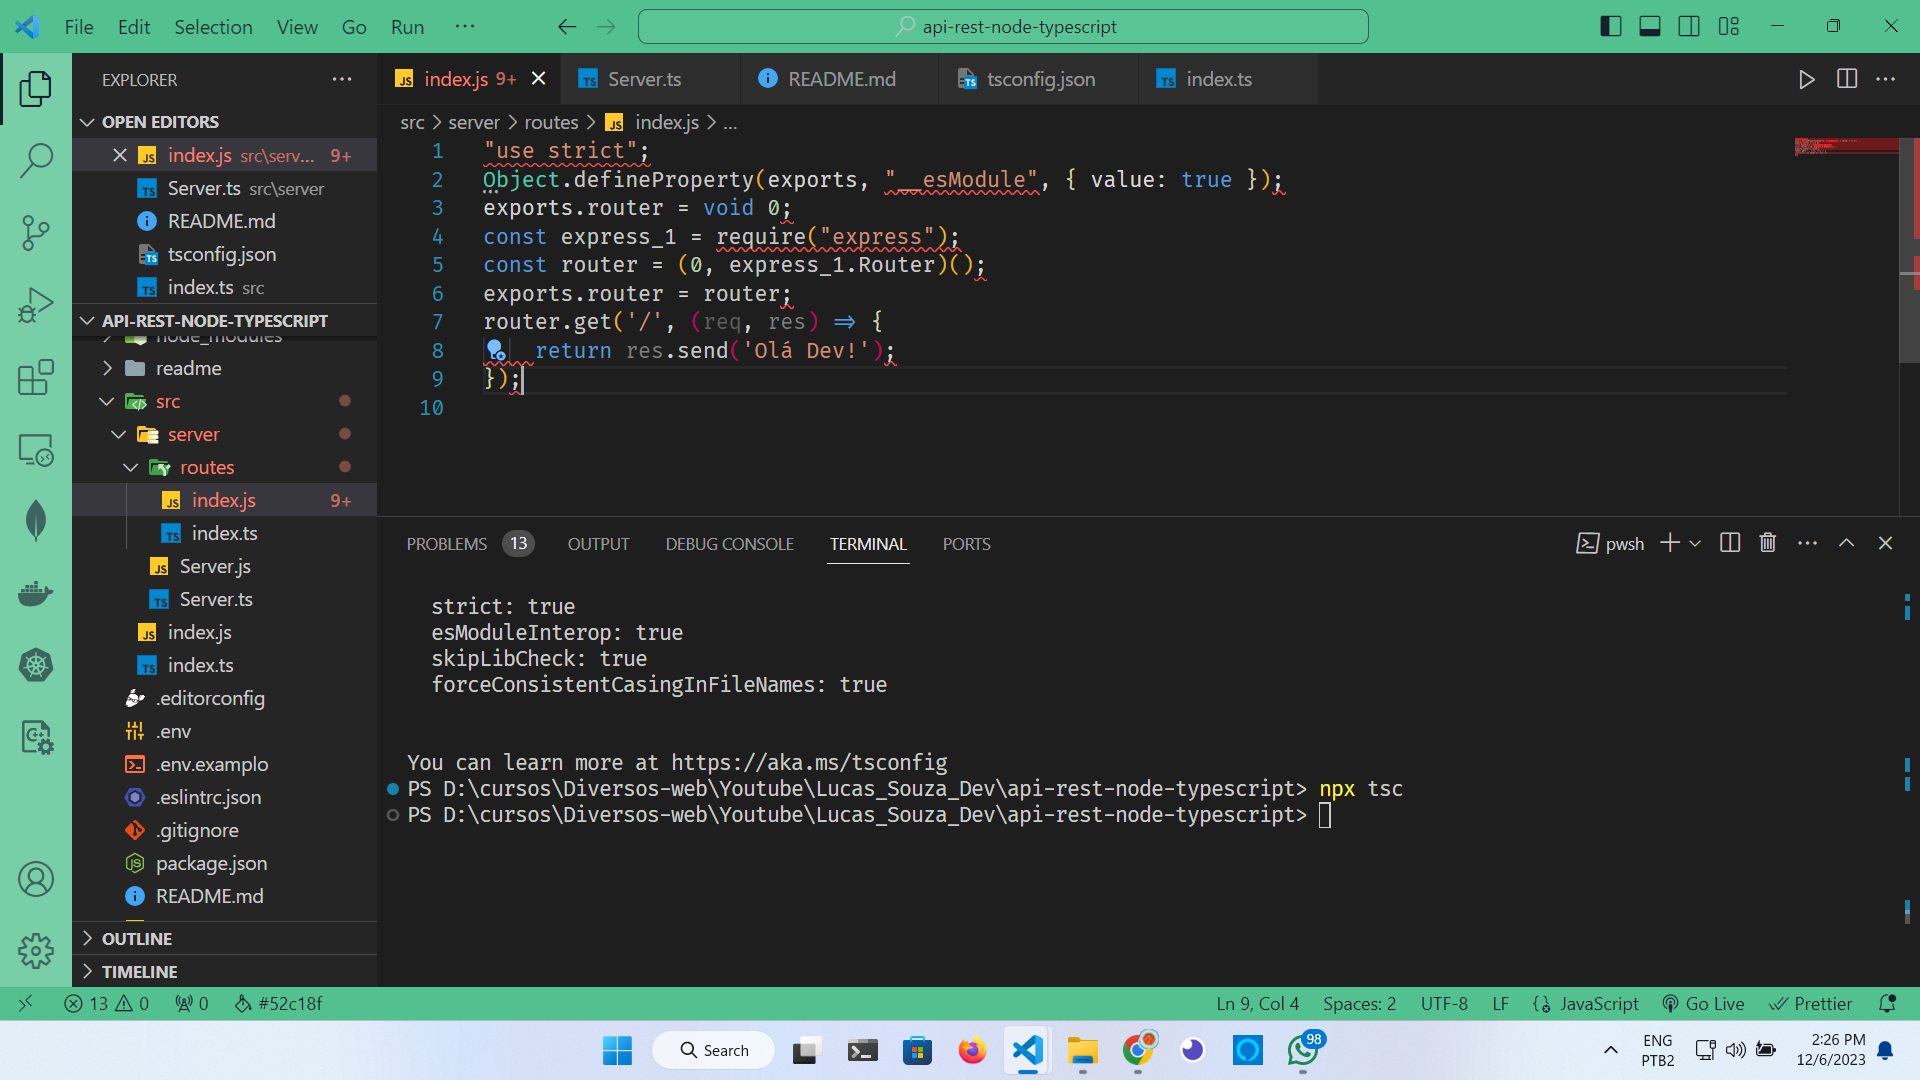 File Edit Selection View Go Run ···
api-rest-node-typescript
EXPLORER
OPEN EDITORS
index.js src\serv... 9+
Server.ts src\server
README.md
tsconfig.json
index.ts src
API-REST-NODE-TYPESCRIPT
node_modules
readme
src
server
routes
index.js 9+
index.ts
Server.js
Server.ts
index.js
index.ts
.editorconfig
.env
.env.examplo
.eslintrc.json
.gitignore
package.json
README.md
OUTLINE
TIMELINE
index.js 9+
Server.ts
README.md
tsconfig.json
index.ts
src > server > routes > index.js > ...
1 "use strict";
2 Object.defineProperty(exports, "__esModule", { value: true });
3 exports.router = void 0;
4 const express_1 = require("express");
5 const router = (0, express_1.Router)();
6 exports.router = router;
7 router.get('/', (req, res) => {
8 return res.send('Olá Dev!');
9 });
10
PROBLEMS 13 OUTPUT DEBUG CONSOLE TERMINAL PORTS
pwsh
strict: true
esModuleInterop: true
skipLibCheck: true
forceConsistentCasingInFileNames: true
You can learn more at https://aka.ms/tsconfig
PS D:\cursos\Diversos-web\Youtube\Lucas_Souza_Dev\api-rest-node-typescript> npx tsc
PS D:\cursos\Diversos-web\Youtube\Lucas_Souza_Dev\api-rest-node-typescript>
13 0 0 #52c18f
Ln 9, Col 4 Spaces: 2 UTF-8 LF JavaScript Go Live Prettier
Search
98
ENG
PTB2
2:26 PM
12/6/2023